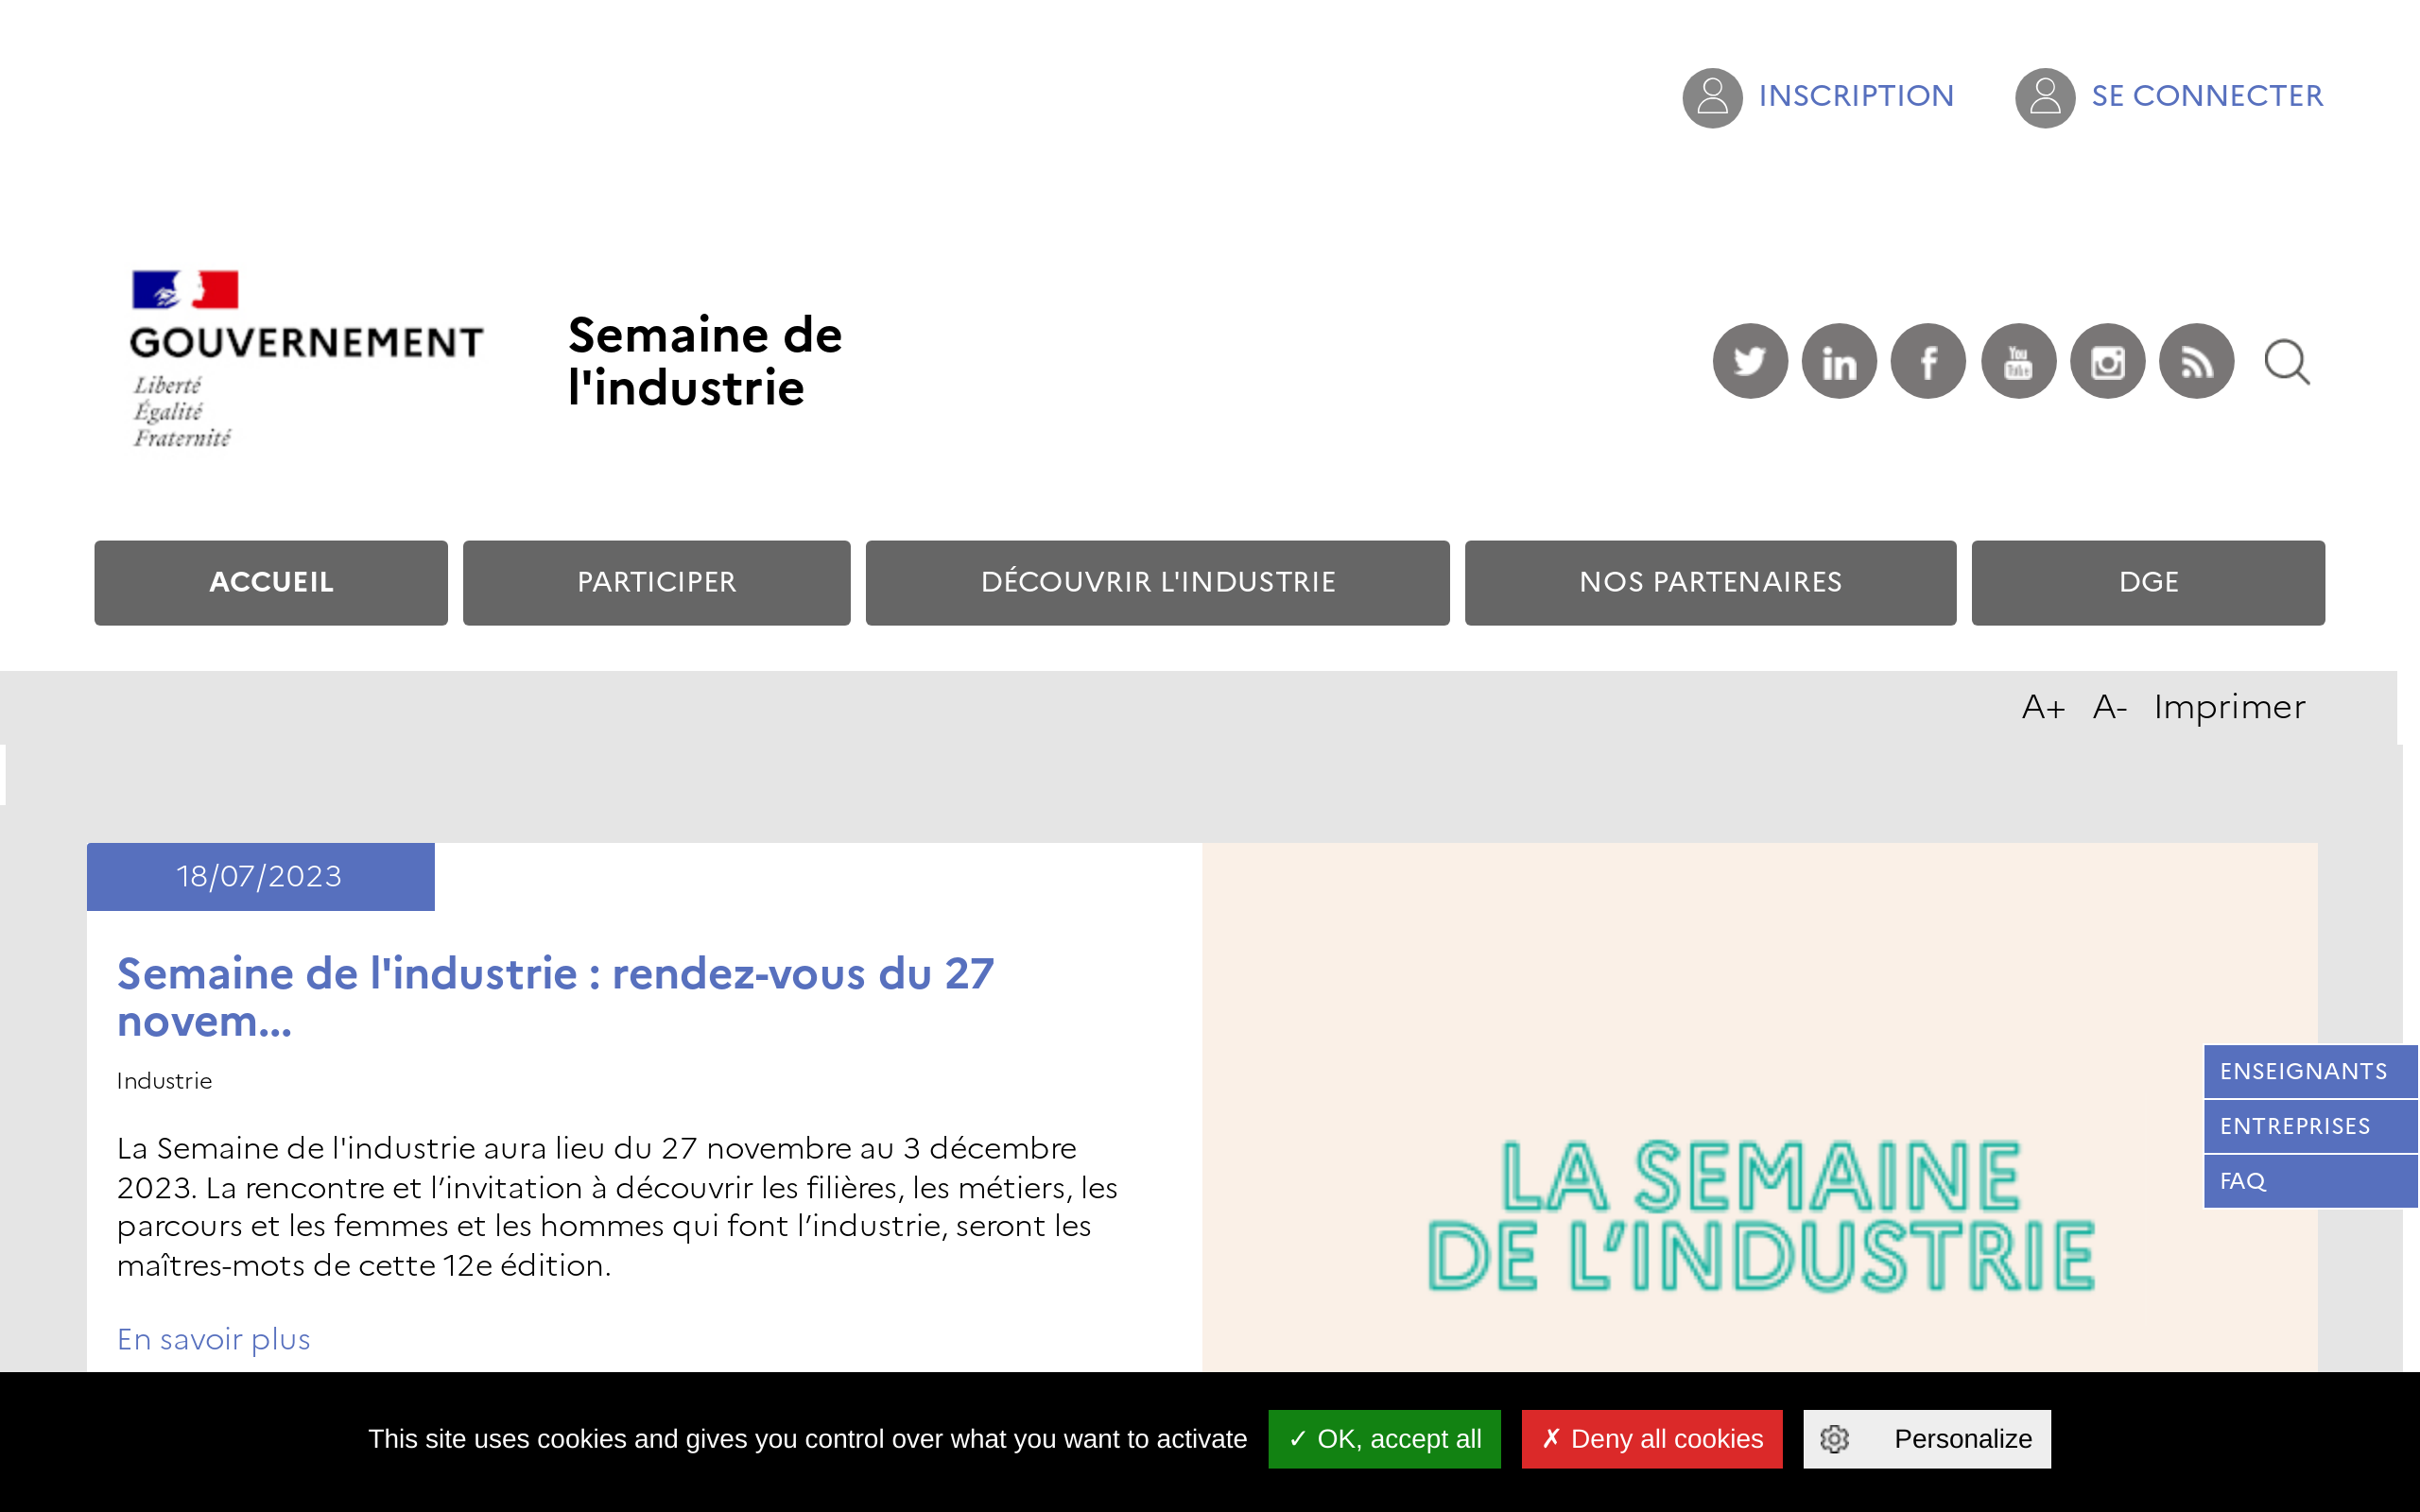 INSCRIPTION
SE CONNECTER
GOUVERNEMENT
Liberté
Égalité
Fraternité
Semaine de
l'industrie
You
Tube
ACCUEIL
PARTICIPER
DÉCOUVRIR L'INDUSTRIE
NOS PARTENAIRES
DGE
A+ A- Imprimer
18/07/2023
Semaine de l'industrie : rendez-vous du 27
novem...
Industrie
La Semaine de l'industrie aura lieu du 27 novembre au 3 décembre
2023. La rencontre et l’invitation à découvrir les filières, les métiers, les
parcours et les femmes et les hommes qui font l’industrie, seront les
maîtres-mots de cette 12e édition.
En savoir plus
LA SEMAINE
DE L’INDUSTRIE
ENSEIGNANTS
ENTREPRISES
FAQ
This site uses cookies and gives you control over what you want to activate
✓ OK, accept all
✗ Deny all cookies
Personalize